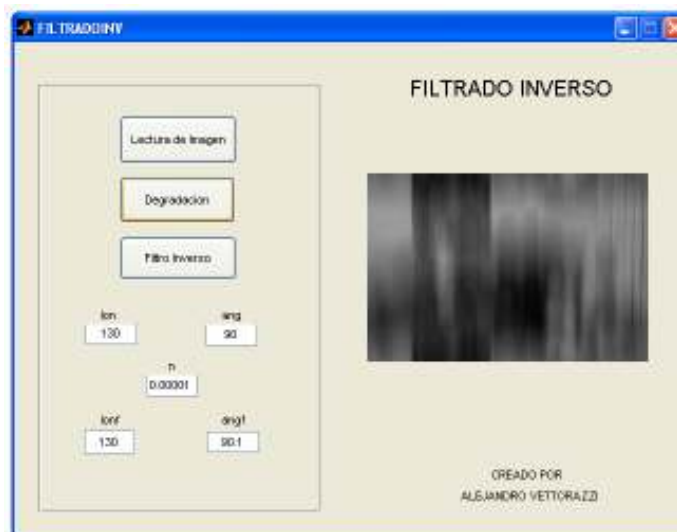 FILTRADOINV
FILTRADO INVERSO
Lectura de Imagen
Degradacion
Filtro Inverso
lon
ang
130
90
n
0.00001
lonf
angf
130
90.1
CREADO POR
ALEJANDRO VETTORAZZI